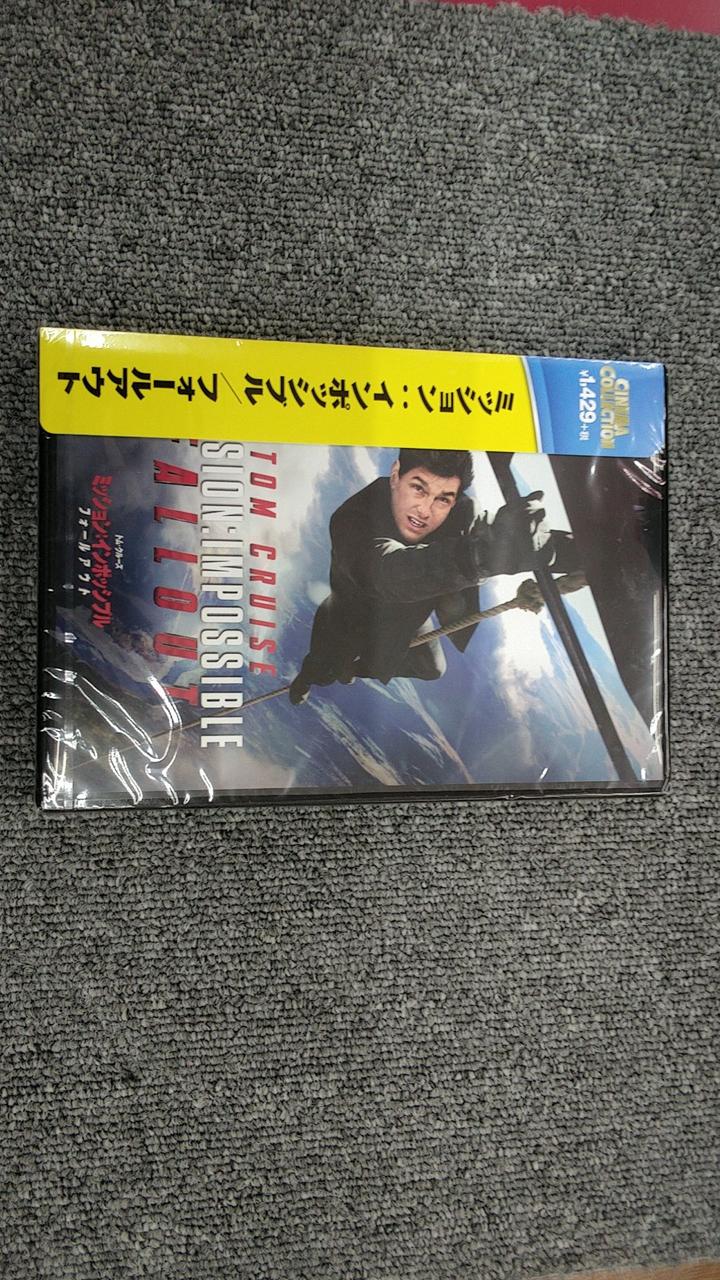 CINEMA
COLLECTION
¥1,429+税
ミッション:インポッシブル/フォールアウト
TOM CRUISE
SION:IMPOSSIBLE
ALLOUT
トム・クルーズ
ミッション:インポッシブル
フォールアウト